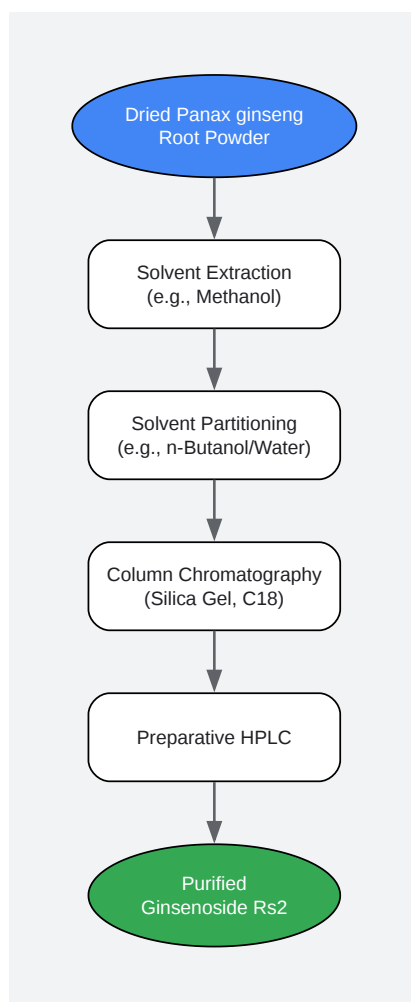 Dried Panax ginseng
Root Powder
Solvent Extraction
(e.g., Methanol)
Solvent Partitioning
(e.g., n-Butanol/Water)
Column Chromatography
(Silica Gel, C18)
Preparative HPLC
Purified
Ginsenoside Rs2